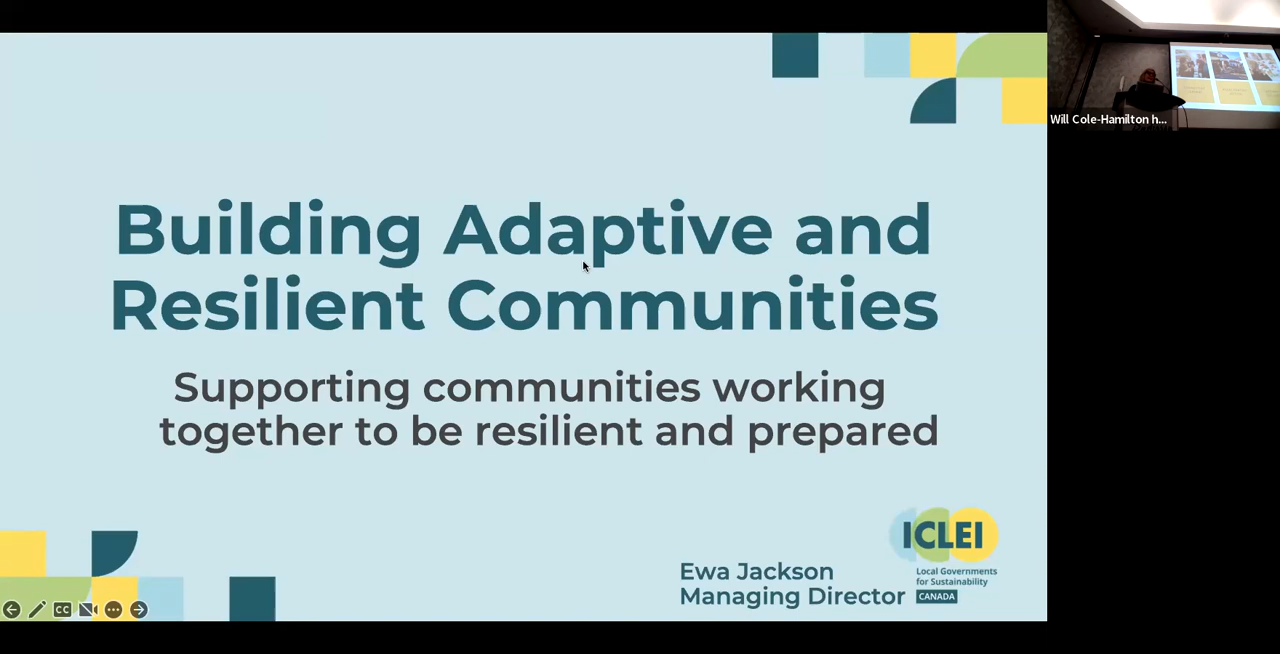 Building Adaptive and
Resilient Communities
Supporting communities working
together to be resilient and prepared
Ewa Jackson
Managing Director
ICLEI
Local Governments
for Sustainability
CANADA
CC
Will Cole-Hamilton h...